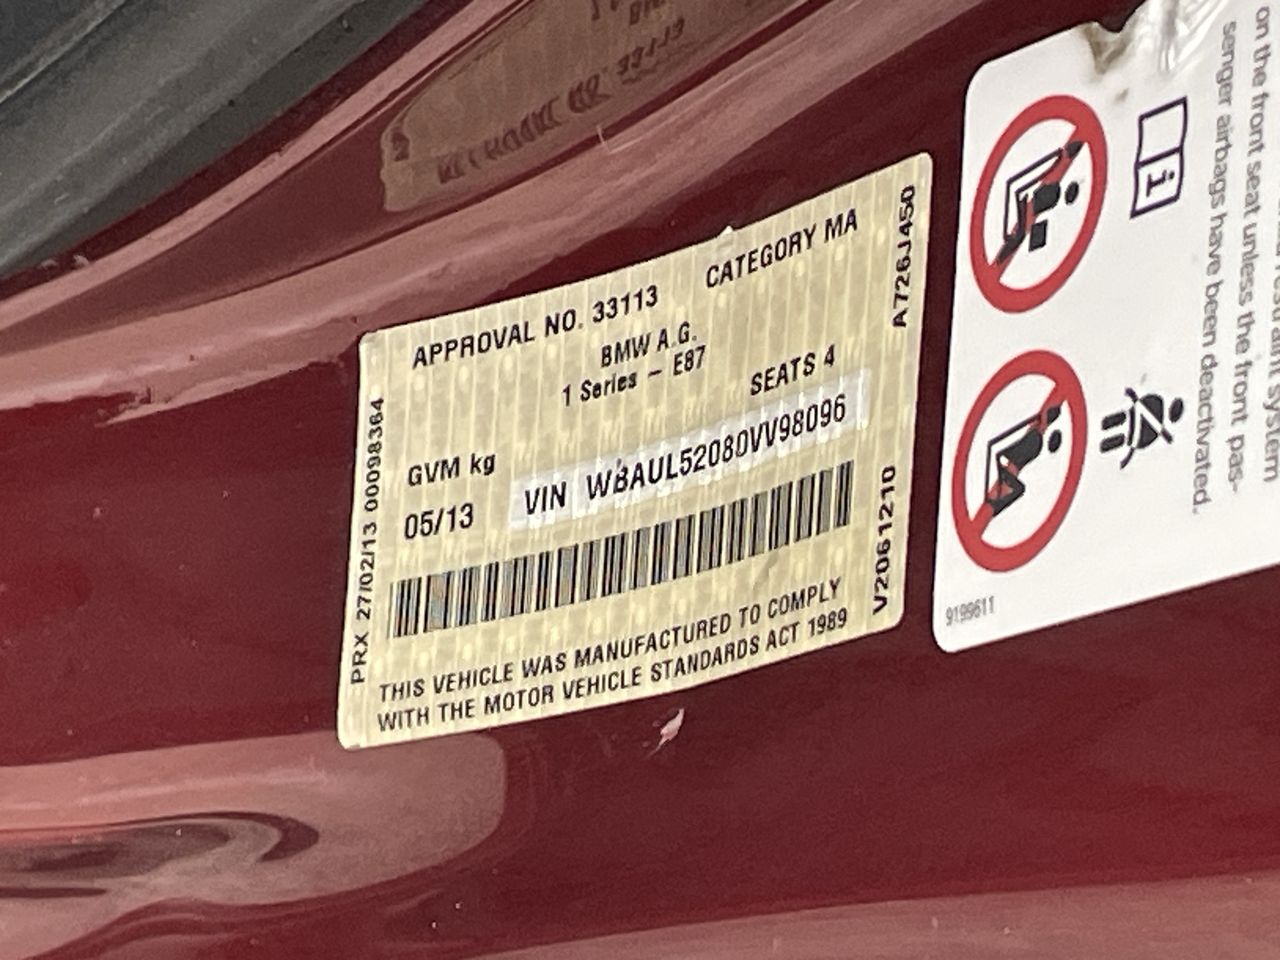 APPROVAL NO. 33113 CATEGORY MA
BMW A.G.
1 Series - E87
SEATS 4
GVM kg
05/13 VIN WBAUL52080VV98096
THIS VEHICLE WAS MANUFACTURED TO COMPLY
WITH THE MOTOR VEHICLE STANDARDS ACT 1989
PRX 27/02/13 00098364
V2061210 A726J450
i
system
on the front seat unless the front pas-
senger airbags have been deactivated.
9199611